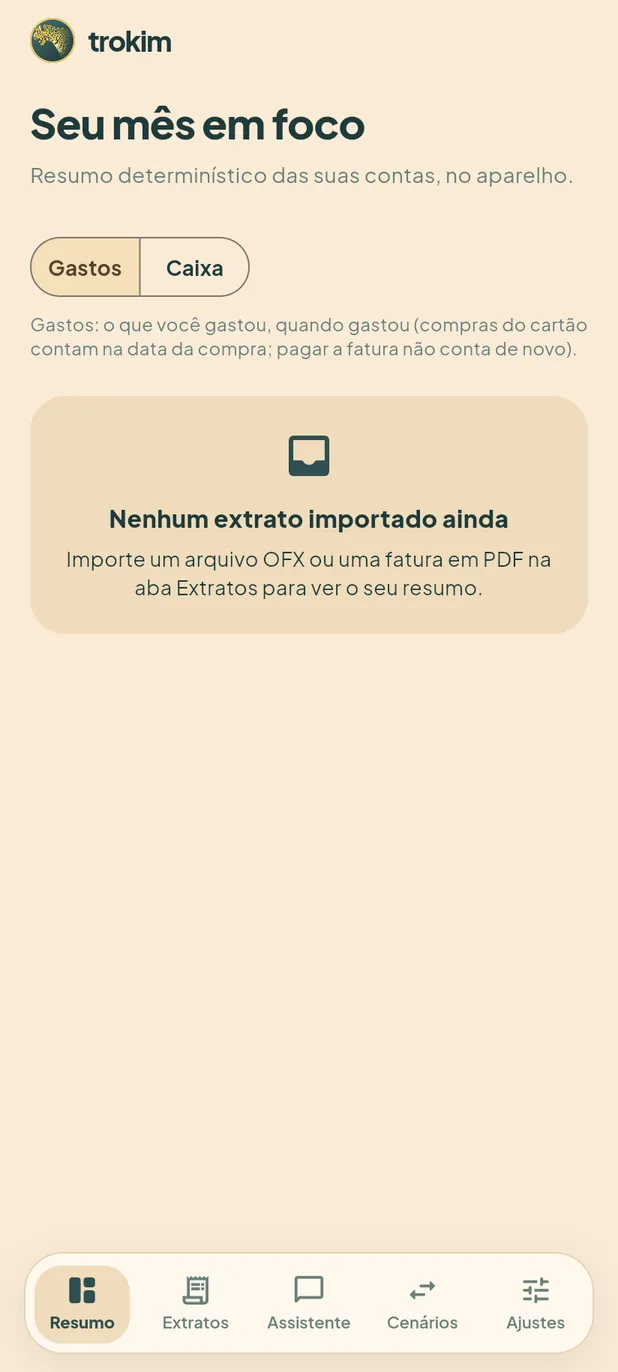 trokim
Seu mês em foco
Resumo determinístico das suas contas, no aparelho.
Gastos
Caixa
Gastos: o que você gastou, quando gastou (compras do cartão
contam na data da compra; pagar a fatura não conta de novo).
Nenhum extrato importado ainda
Importe um arquivo OFX ou uma fatura em PDF na
aba Extratos para ver o seu resumo.
Resumo
Extratos
Assistente
Cenários
Ajustes